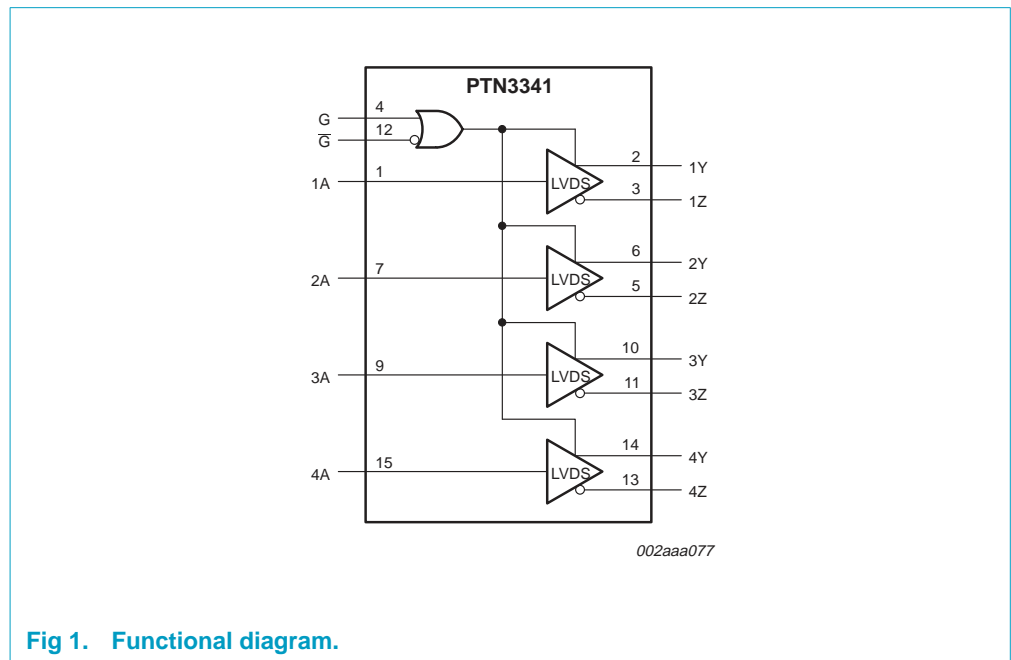 PTN3341
G 4
G̅ 12
1A 1
LVDS
2 1Y
3 1Z
2A 7
LVDS
6 2Y
5 2Z
3A 9
LVDS
10 3Y
11 3Z
4A 15
LVDS
14 4Y
13 4Z
002aaa077
Fig 1. Functional diagram.